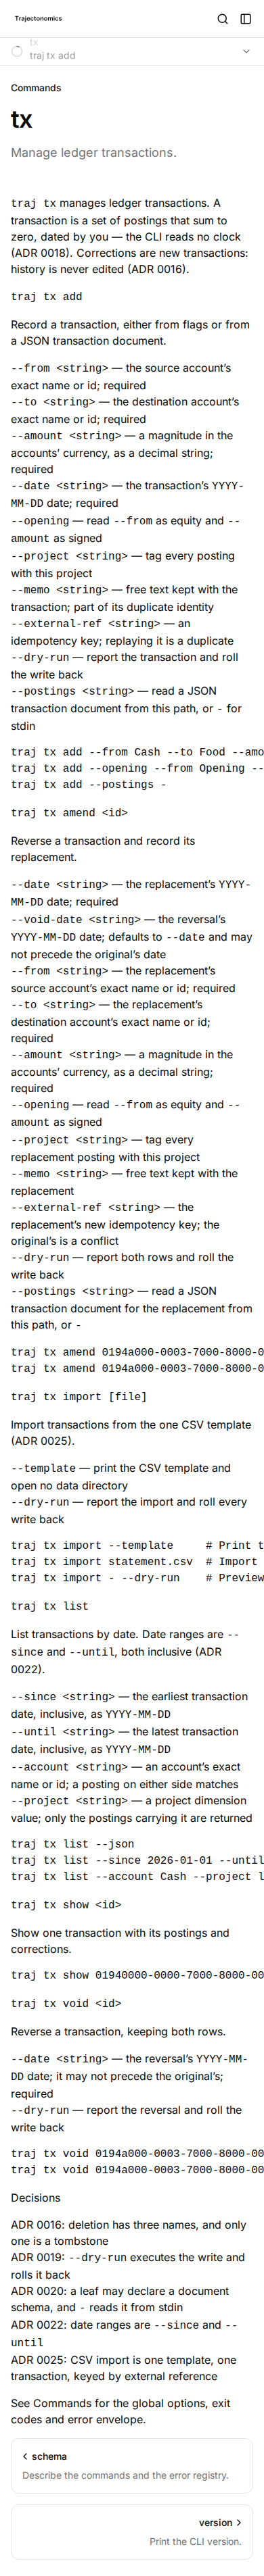 Trajectonomics
tx
traj tx add
Commands
tx
Manage ledger transactions.
traj tx manages ledger transactions. A
transaction is a set of postings that sum to
zero, dated by you — the CLI reads no clock
(ADR 0018). Corrections are new transactions:
history is never edited (ADR 0016).
traj tx add
Record a transaction, either from flags or from
a JSON transaction document.
--from <string> — the source account’s
exact name or id; required
--to <string> — the destination account’s
exact name or id; required
--amount <string> — a magnitude in the
accounts’ currency, as a decimal string;
required
--date <string> — the transaction’s YYYY-
MM-DD date; required
--opening — read --from as equity and --
amount as signed
--project <string> — tag every posting
with this project
--memo <string> — free text kept with the
transaction; part of its duplicate identity
--external-ref <string> — an
idempotency key; replaying it is a duplicate
--dry-run — report the transaction and roll
the write back
--postings <string> — read a JSON
transaction document from this path, or - for
stdin
traj tx add --from Cash --to Food --amo
traj tx add --opening --from Opening --
traj tx add --postings -
traj tx amend <id>
Reverse a transaction and record its
replacement.
--date <string> — the replacement’s YYYY-
MM-DD date; required
--void-date <string> — the reversal’s
YYYY-MM-DD date; defaults to --date and may
not precede the original’s date
--from <string> — the replacement’s
source account’s exact name or id; required
--to <string> — the replacement’s
destination account’s exact name or id;
required
--amount <string> — a magnitude in the
accounts’ currency, as a decimal string;
required
--opening — read --from as equity and --
amount as signed
--project <string> — tag every
replacement posting with this project
--memo <string> — free text kept with the
replacement
--external-ref <string> — the
replacement’s new idempotency key; the
original’s is a conflict
--dry-run — report both rows and roll the
write back
--postings <string> — read a JSON
transaction document for the replacement from
this path, or -
traj tx amend 0194a000-0003-7000-8000-0
traj tx amend 0194a000-0003-7000-8000-0
traj tx import [file]
Import transactions from the one CSV template
(ADR 0025).
--template — print the CSV template and
open no data directory
--dry-run — report the import and roll every
write back
traj tx import --template     # Print t
traj tx import statement.csv  # Import
traj tx import - --dry-run    # Preview
traj tx list
List transactions by date. Date ranges are --
since and --until, both inclusive (ADR
0022).
--since <string> — the earliest transaction
date, inclusive, as YYYY-MM-DD
--until <string> — the latest transaction
date, inclusive, as YYYY-MM-DD
--account <string> — an account’s exact
name or id; a posting on either side matches
--project <string> — a project dimension
value; only the postings carrying it are returned
traj tx list --json
traj tx list --since 2026-01-01 --until
traj tx list --account Cash --project l
traj tx show <id>
Show one transaction with its postings and
corrections.
traj tx show 01940000-0000-7000-8000-00
traj tx void <id>
Reverse a transaction, keeping both rows.
--date <string> — the reversal’s YYYY-MM-
DD date; it may not precede the original’s;
required
--dry-run — report the reversal and roll the
write back
traj tx void 0194a000-0003-7000-8000-00
traj tx void 0194a000-0003-7000-8000-00
Decisions
ADR 0016: deletion has three names, and only
one is a tombstone
ADR 0019: --dry-run executes the write and
rolls it back
ADR 0020: a leaf may declare a document
schema, and - reads it from stdin
ADR 0022: date ranges are --since and --
until
ADR 0025: CSV import is one template, one
transaction, keyed by external reference
See Commands for the global options, exit
codes and error envelope.
schema
Describe the commands and the error registry.
version
Print the CLI version.